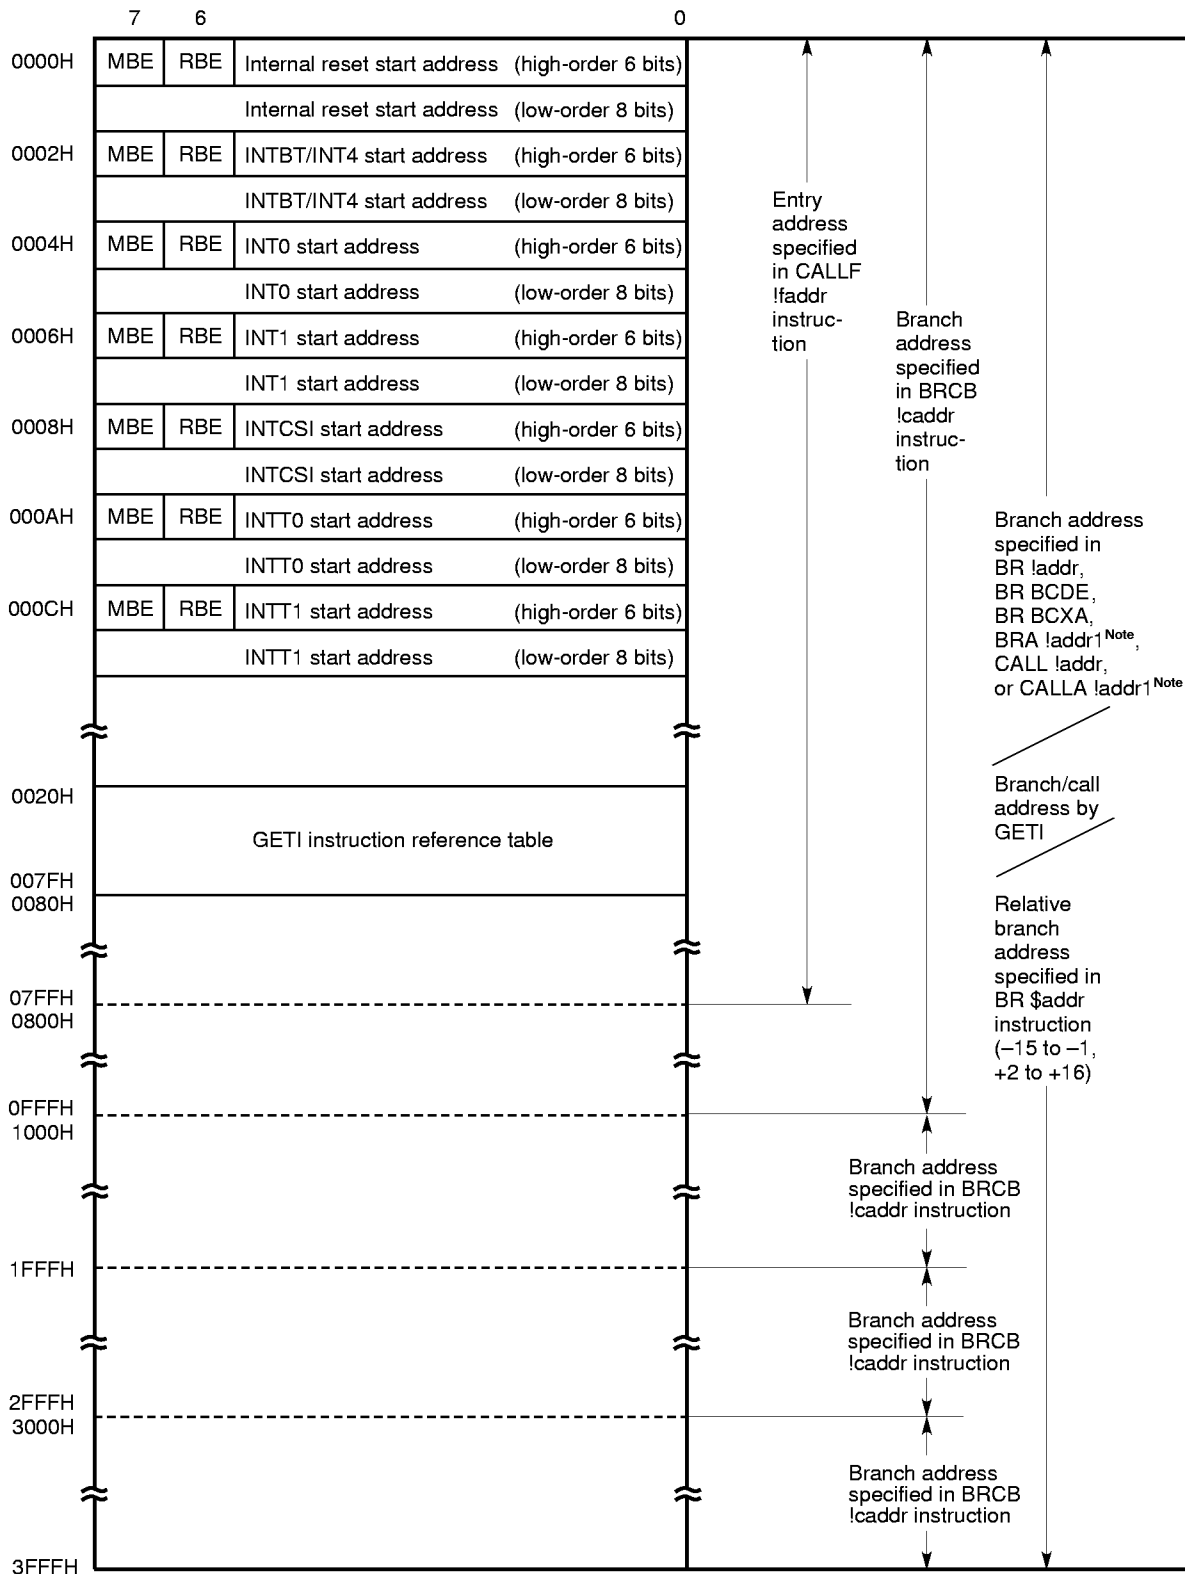 7 6 0
0000H MBE RBE Internal reset start address (high-order 6 bits)
Internal reset start address (low-order 8 bits)
0002H MBE RBE INTBT/INT4 start address (high-order 6 bits)
INTBT/INT4 start address (low-order 8 bits)
0004H MBE RBE INT0 start address (high-order 6 bits)
INT0 start address (low-order 8 bits)
0006H MBE RBE INT1 start address (high-order 6 bits)
INT1 start address (low-order 8 bits)
0008H MBE RBE INTCSI start address (high-order 6 bits)
INTCSI start address (low-order 8 bits)
000AH MBE RBE INTT0 start address (high-order 6 bits)
INTT0 start address (low-order 8 bits)
000CH MBE RBE INTT1 start address (high-order 6 bits)
INTT1 start address (low-order 8 bits)
0020H
GETI instruction reference table
007FH
0080H
07FFH
0800H
0FFFH
1000H
1FFFH
2FFFH
3000H
3FFFH
Entry
address
specified
in CALLF
!faddr
instruc-
tion
Branch
address
specified
in BRCB
!caddr
instruc-
tion
Branch address
specified in BRCB
!caddr instruction
Branch address
specified in BRCB
!caddr instruction
Branch address
specified in BRCB
!caddr instruction
Branch address
specified in
BR !addr,
BR BCDE,
BR BCXA,
BRA !addr1Note,
CALL !addr,
or CALLA !addr1Note
Branch/call
address by
GETI
Relative
branch
address
specified in
BR $addr
instruction
(–15 to –1,
+2 to +16)